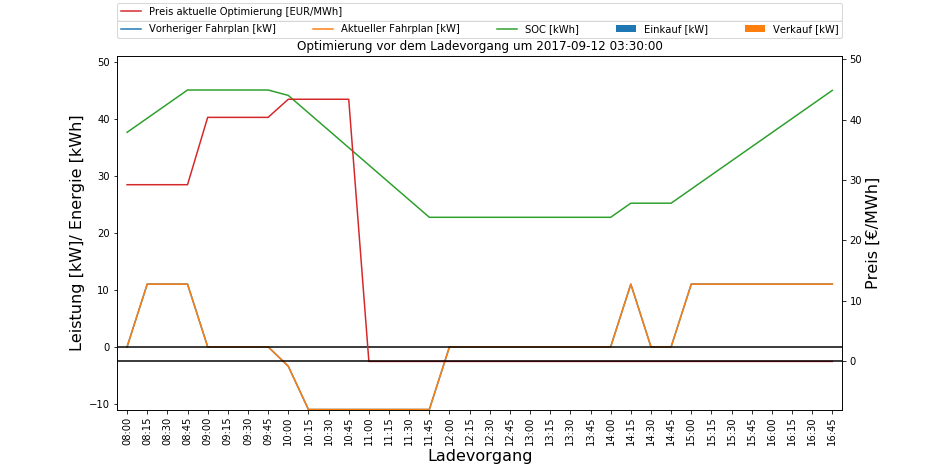 Preis aktuelle Optimierung [EUR/MWh]
Vorheriger Fahrplan [kW] Aktueller Fahrplan [kW] SOC [kWh] Einkauf [kW] Verkauf [kW]
Optimierung vor dem Ladevorgang um 2017-09-12 03:30:00
Leistung [kW]/ Energie [kWh]
50
40
30
20
10
0
−10
50
40
30
20
10
0
Preis [€/MWh]
08:00 08:15 08:30 08:45 09:00 09:15 09:30 09:45 10:00 10:15 10:30 10:45 11:00 11:15 11:30 11:45 12:00 12:15 12:30 12:45 13:00 13:15 13:30 13:45 14:00 14:15 14:30 14:45 15:00 15:15 15:30 15:45 16:00 16:15 16:30 16:45
Ladevorgang